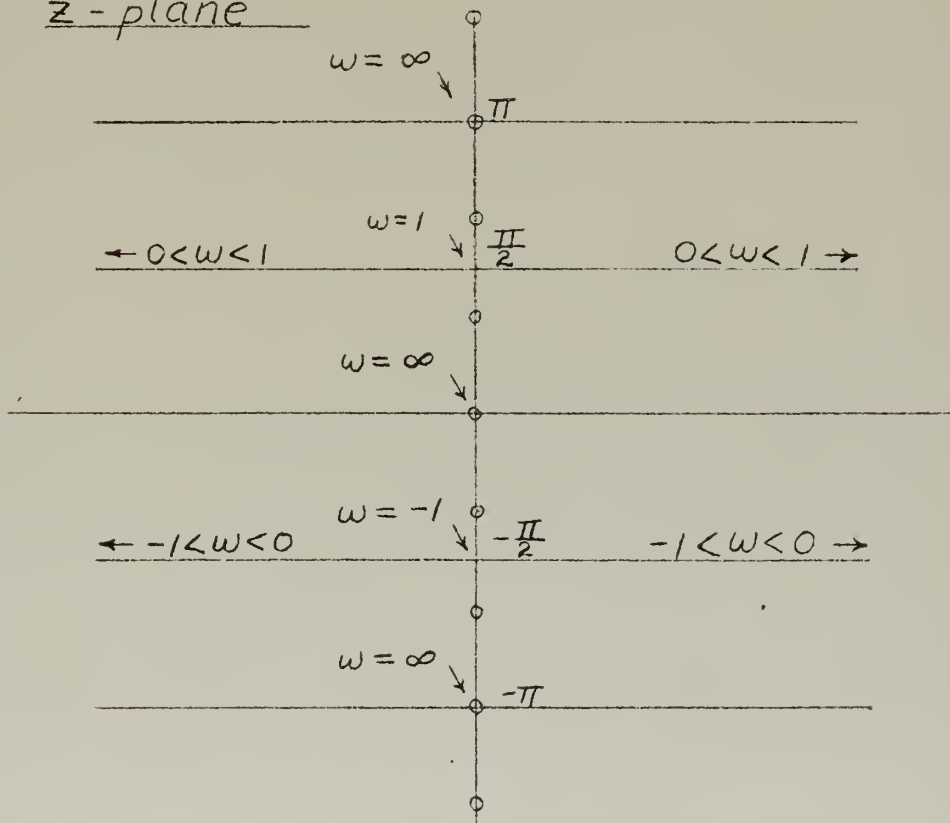 z - plane
ω = ∞
π
ω = 1
π/2
← 0 < ω < 1
0 < ω < 1 →
ω = ∞
ω = -1
-π/2
← -1 < ω < 0
-1 < ω < 0 →
ω = ∞
-π